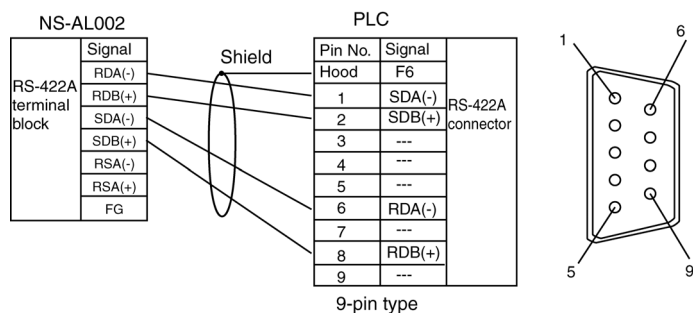 NS-AL002
RS-422A
terminal
block
Signal
RDA(-)
RDB(+)
SDA(-)
SDB(+)
RSA(-)
RSA(+)
FG
Shield
PLC
Pin No. Signal
Hood F6
1 SDA(-)
2 SDB(+)
3 ---
4 ---
5 ---
6 RDA(-)
7 ---
8 RDB(+)
9 ---
RS-422A
connector
9-pin type
1
6
5
9